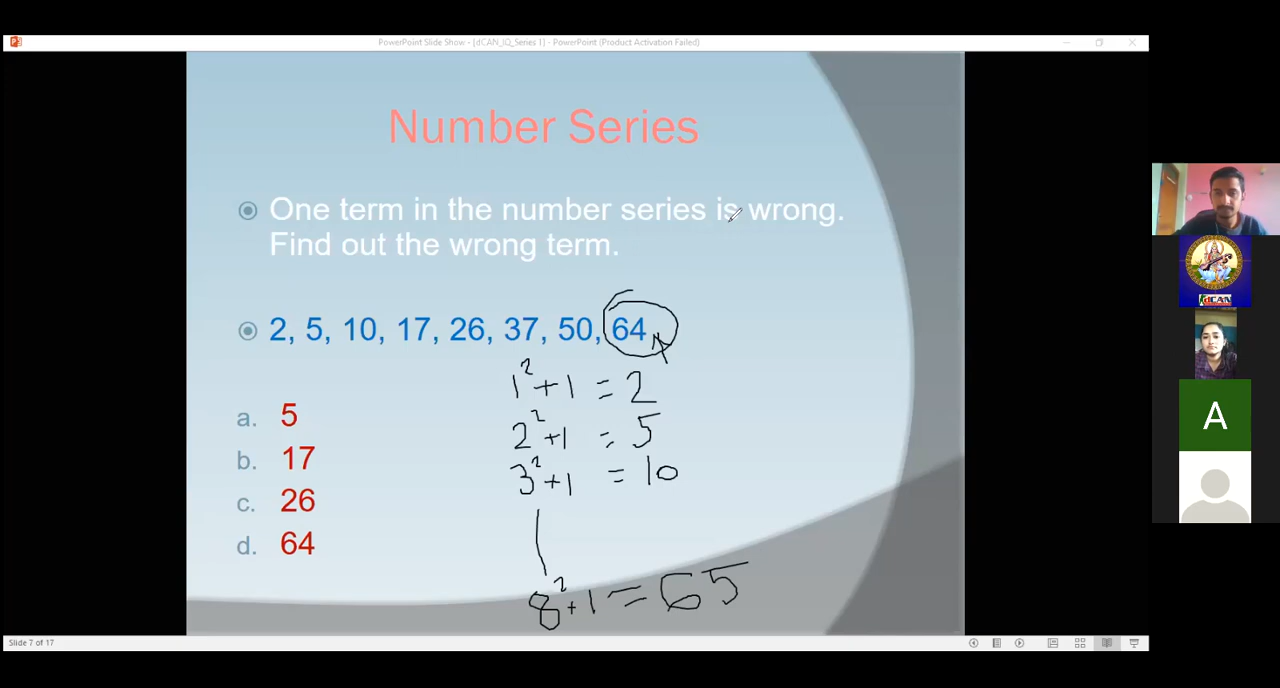 PowerPoint Slide Show - [dCAN_IQ_Series 1] - PowerPoint (Product Activation Failed)
Number Series
One term in the number series is wrong.
Find out the wrong term.
2, 5, 10, 17, 26, 37, 50, 64
1² + 1 = 2
2² + 1 = 5
3² + 1 = 10
8² + 1 = 65
a. 5
b. 17
c. 26
d. 64
Slide 7 of 17
dCAN
A